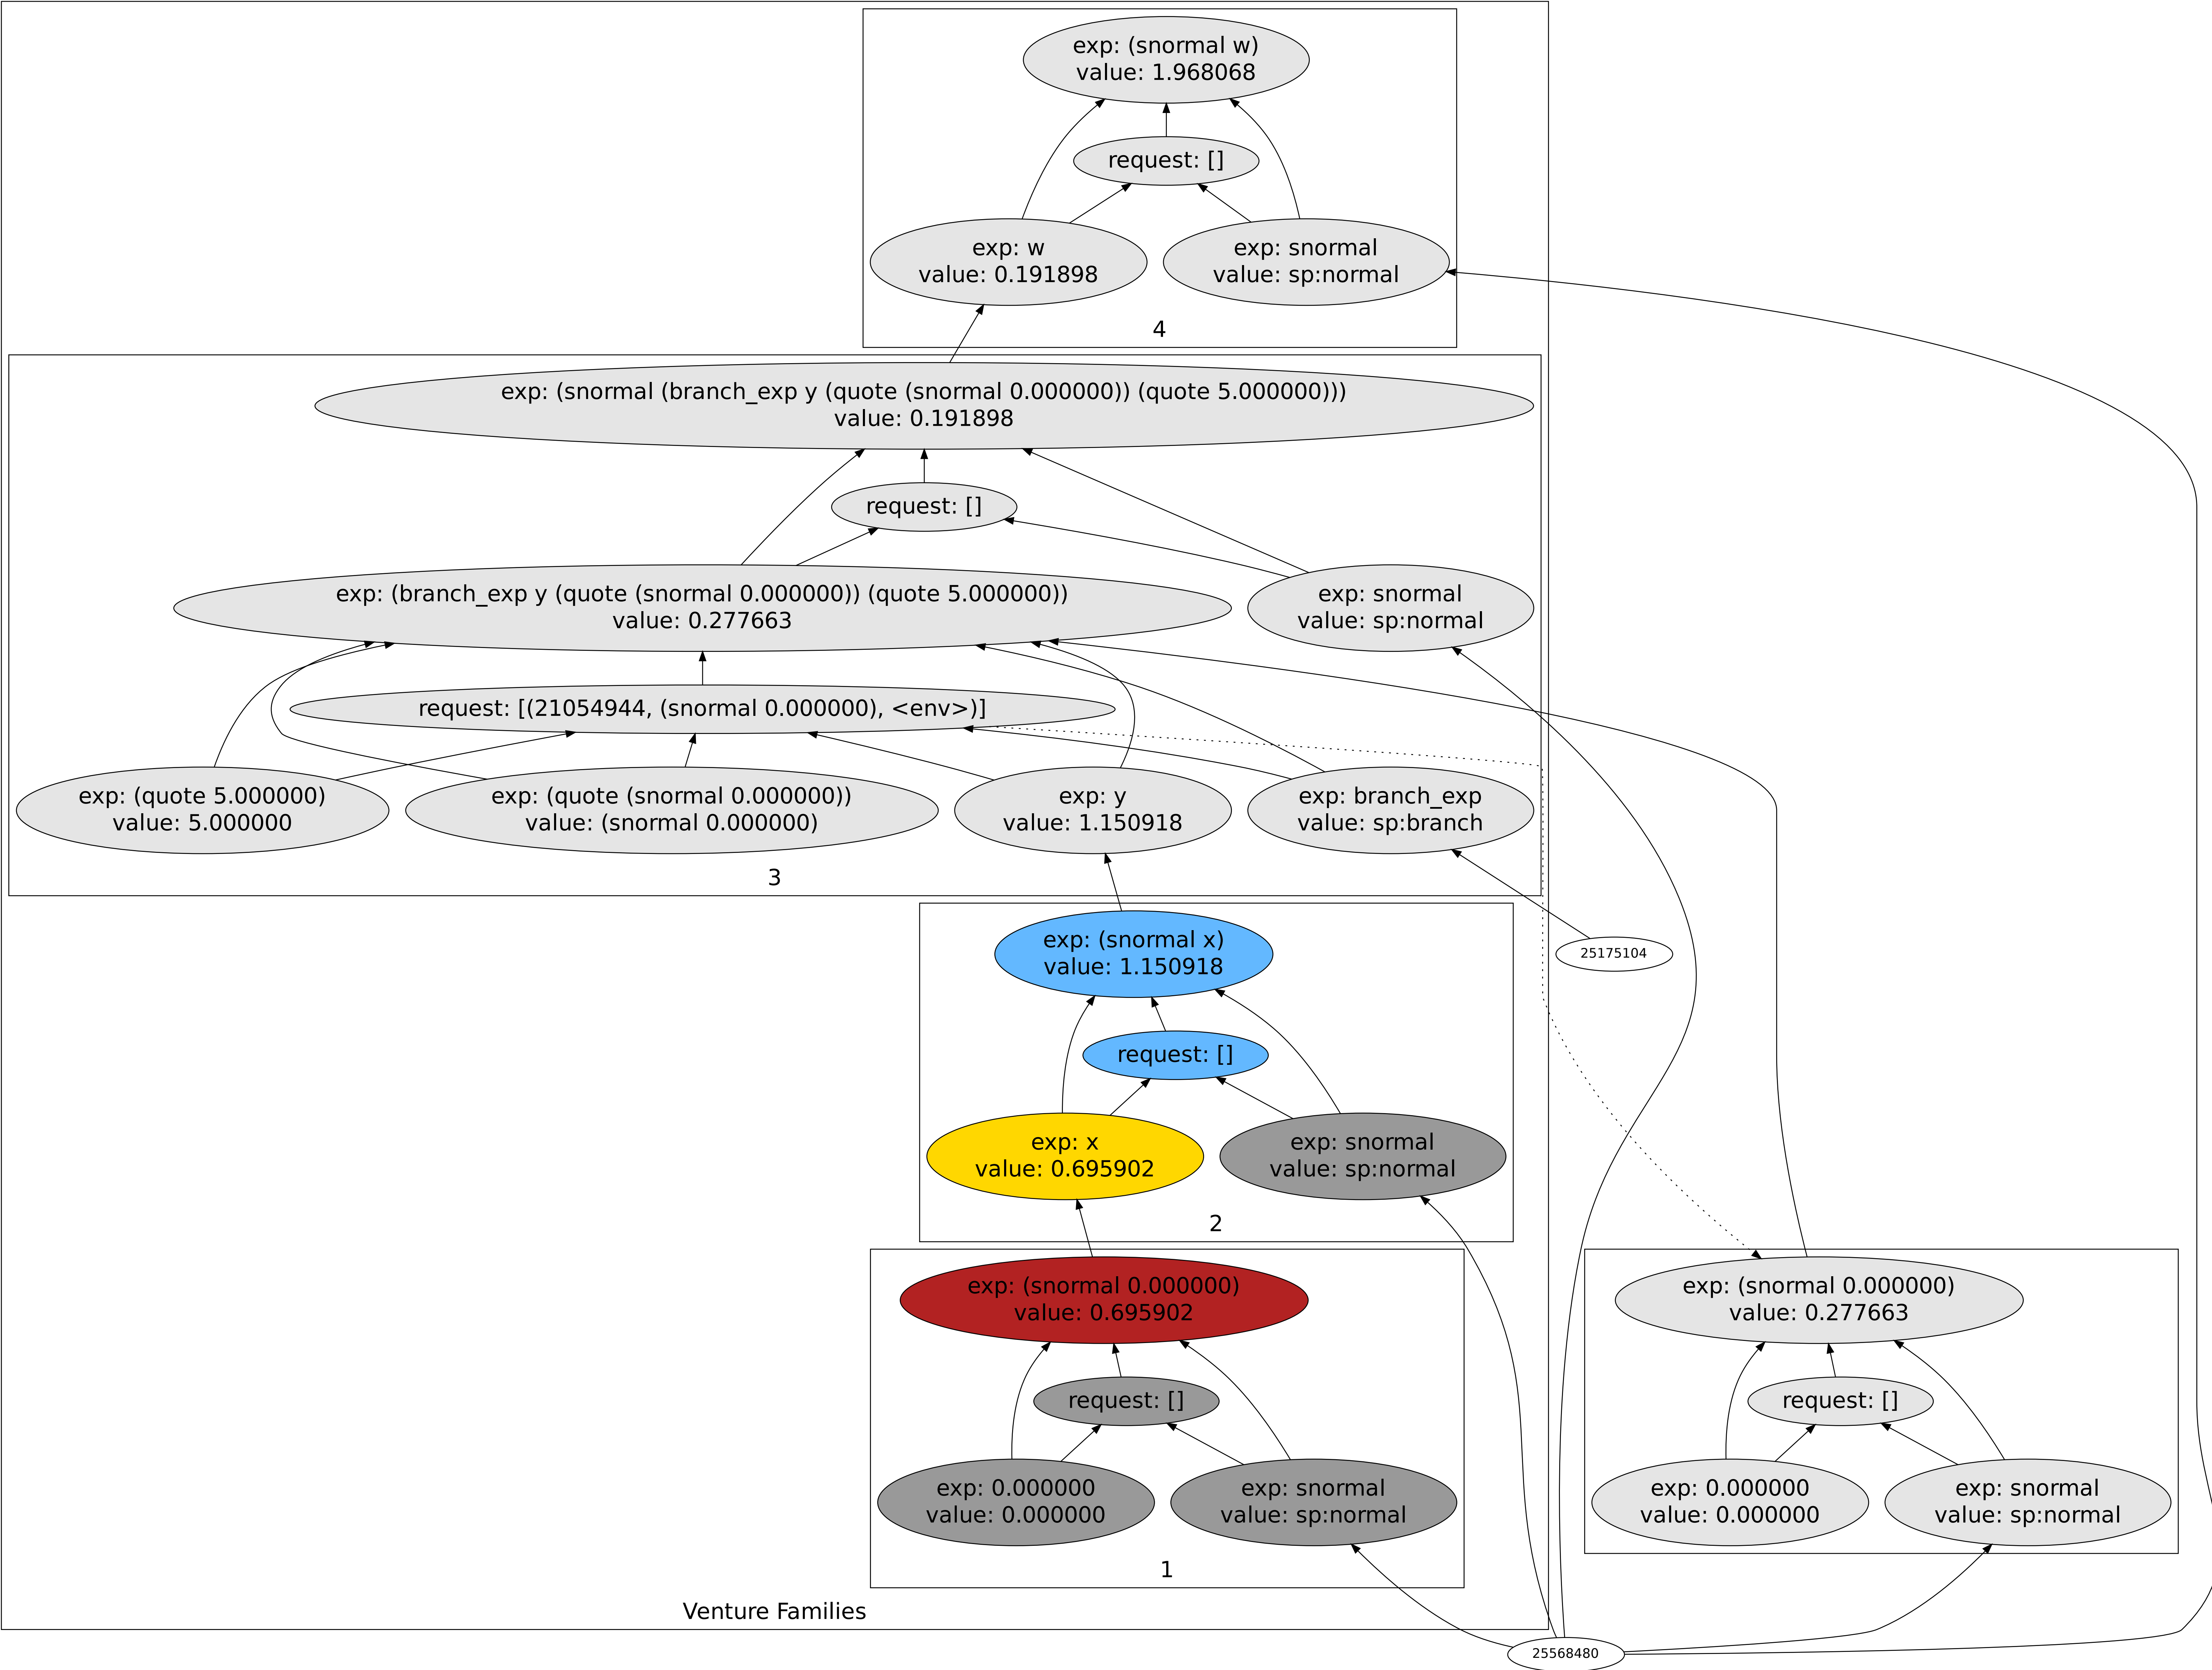 exp: (snormal w)
value: 1.968068
request: []
exp: w
value: 0.191898
exp: snormal
value: sp:normal
4
exp: (snormal (branch_exp y (quote (snormal 0.000000)) (quote 5.000000)))
value: 0.191898
request: []
exp: (branch_exp y (quote (snormal 0.000000)) (quote 5.000000))
value: 0.277663
exp: snormal
value: sp:normal
request: [(21054944, (snormal 0.000000), <env>)]
exp: (quote 5.000000)
value: 5.000000
exp: (quote (snormal 0.000000))
value: (snormal 0.000000)
exp: y
value: 1.150918
exp: branch_exp
value: sp:branch
3
exp: (snormal x)
value: 1.150918
25175104
request: []
exp: x
value: 0.695902
exp: snormal
value: sp:normal
2
exp: (snormal 0.000000)
value: 0.695902
request: []
exp: 0.000000
value: 0.000000
exp: snormal
value: sp:normal
1
exp: (snormal 0.000000)
value: 0.277663
request: []
exp: 0.000000
value: 0.000000
exp: snormal
value: sp:normal
Venture Families
25568480